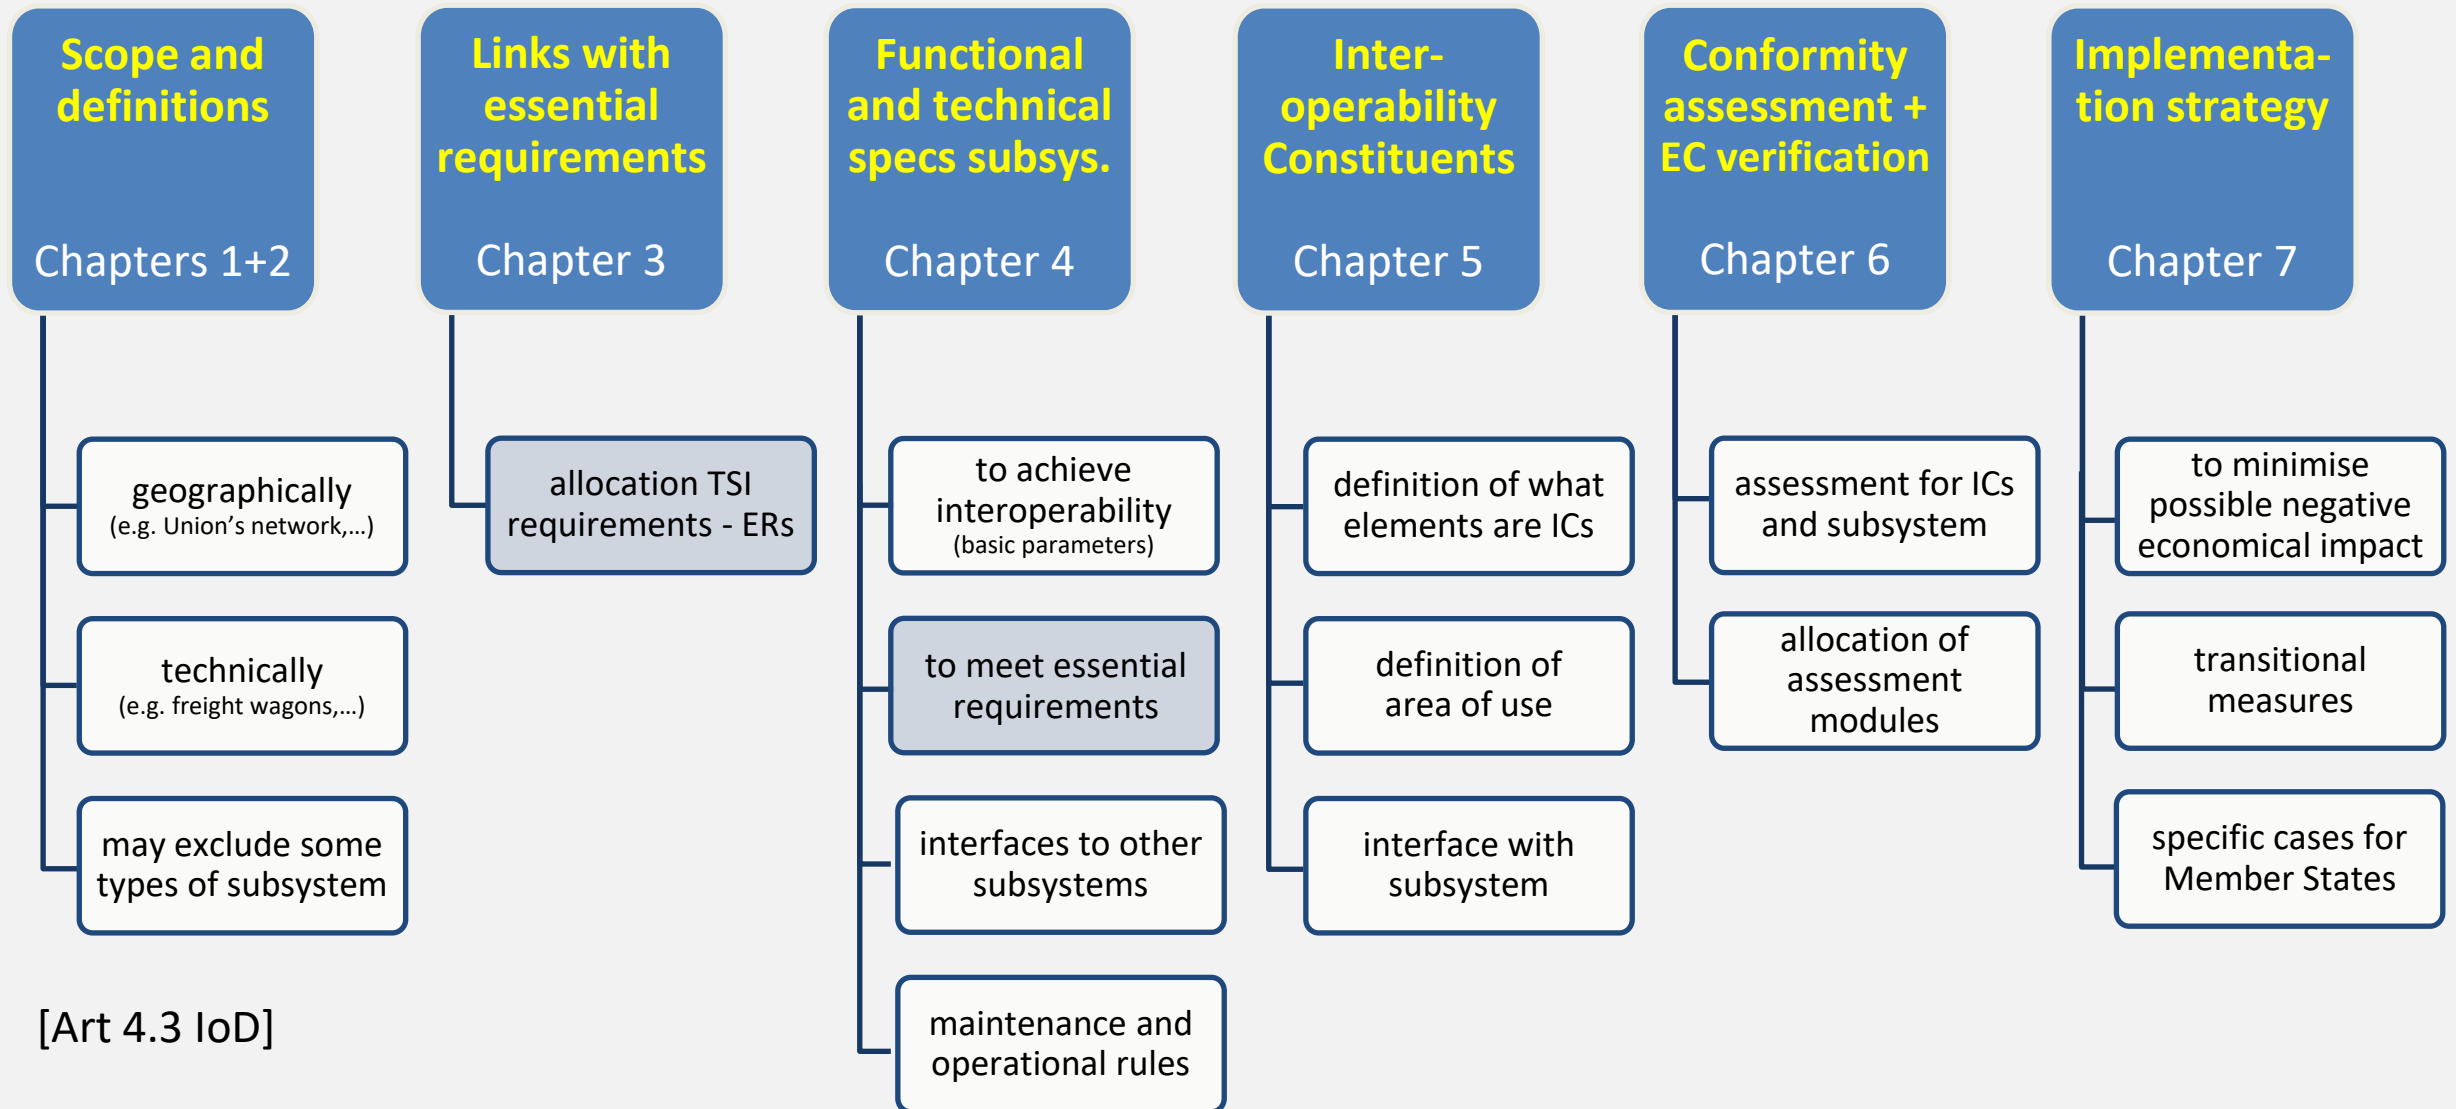 Scope and
definitions
Chapters 1+2
geographically
(e.g. Union’s network,...)
technically
(e.g. freight wagons,...)
may exclude some
types of subsystem
Links with
essential
requirements
Chapter 3
allocation TSI
requirements - ERs
Functional
and technical
specs subsys.
Chapter 4
to achieve
interoperability
(basic parameters)
to meet essential
requirements
interfaces to other
subsystems
maintenance and
operational rules
Inter-
operability
Constituents
Chapter 5
definition of what
elements are ICs
definition of
area of use
interface with
subsystem
Conformity
assessment +
EC verification
Chapter 6
assessment for ICs
and subsystem
allocation of
assessment
modules
Implementa-
tion strategy
Chapter 7
to minimise
possible negative
economical impact
transitional
measures
specific cases for
Member States
[Art 4.3 IoD]